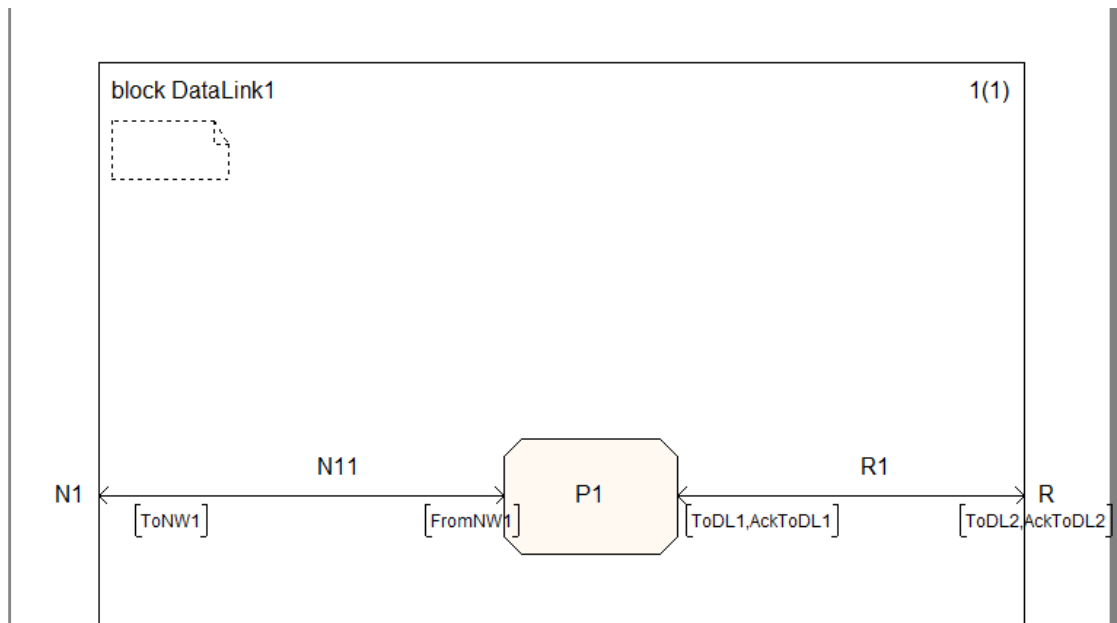 block DataLink1
1(1)
N11
R1
N1
P1
R
[ToNW1]
[FromNW1]
[ToDL1,AckToDL1]
[ToDL2,AckToDL2]